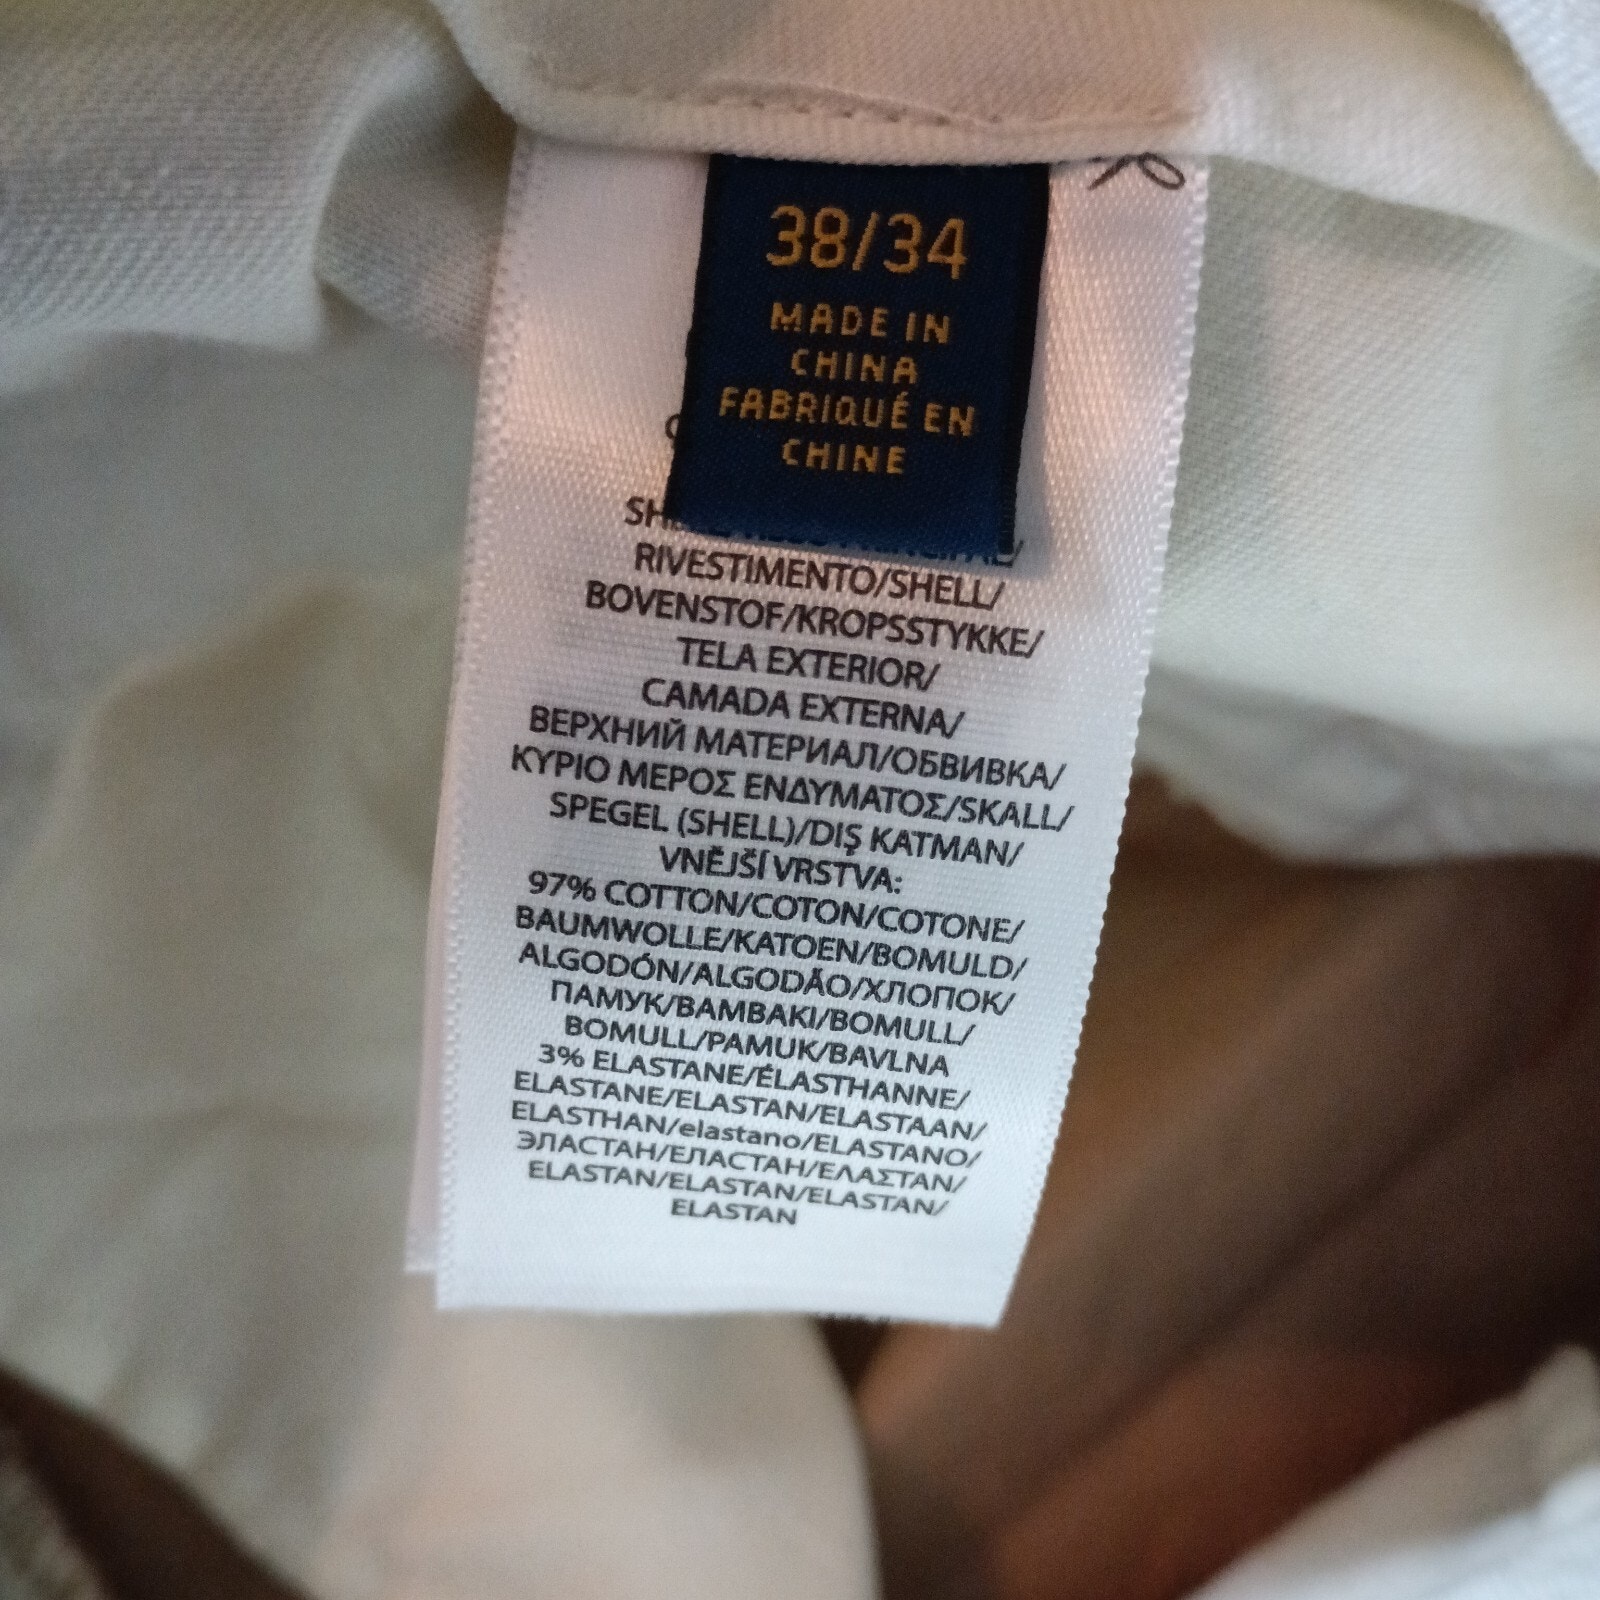 38/34
MADE IN
CHINA
FABRIQUÉ EN
CHINE
RIVESTIMENTO/SHELL/
BOVENSTOF/KROPSSTYKKE/
TELA EXTERIOR/
CAMADA EXTERNA/
ВЕРХНИЙ МАТЕРИАЛ/ОБВИВКА/
ΚΥΡΙΟ ΜΕΡΟΣ ΕΝΔΥΜΑΤΟΣ/SKALL/
SPEGEL (SHELL)/DIŞ KATMAN/
VNĚJŠÍ VRSTVA:
97% COTTON/COTON/COTONE/
BAUMWOLLE/KATOEN/BOMULD/
ALGODÓN/ALGODÃO/ХЛОПОК/
ПАМУК/BAMBAKI/BOMULL/
BOMULL/PAMUK/BAVLNA
3% ELASTANE/ÉLASTHANNE/
ELASTANE/ELASTAN/ELASTAAN/
ELASTHAN/elastano/ELASTANO/
ЭЛАСТАН/ЕЛАСТАН/ΕΛΑΣΤΑΝ/
ELASTAN/ELASTAN/ELASTAN/
ELASTAN